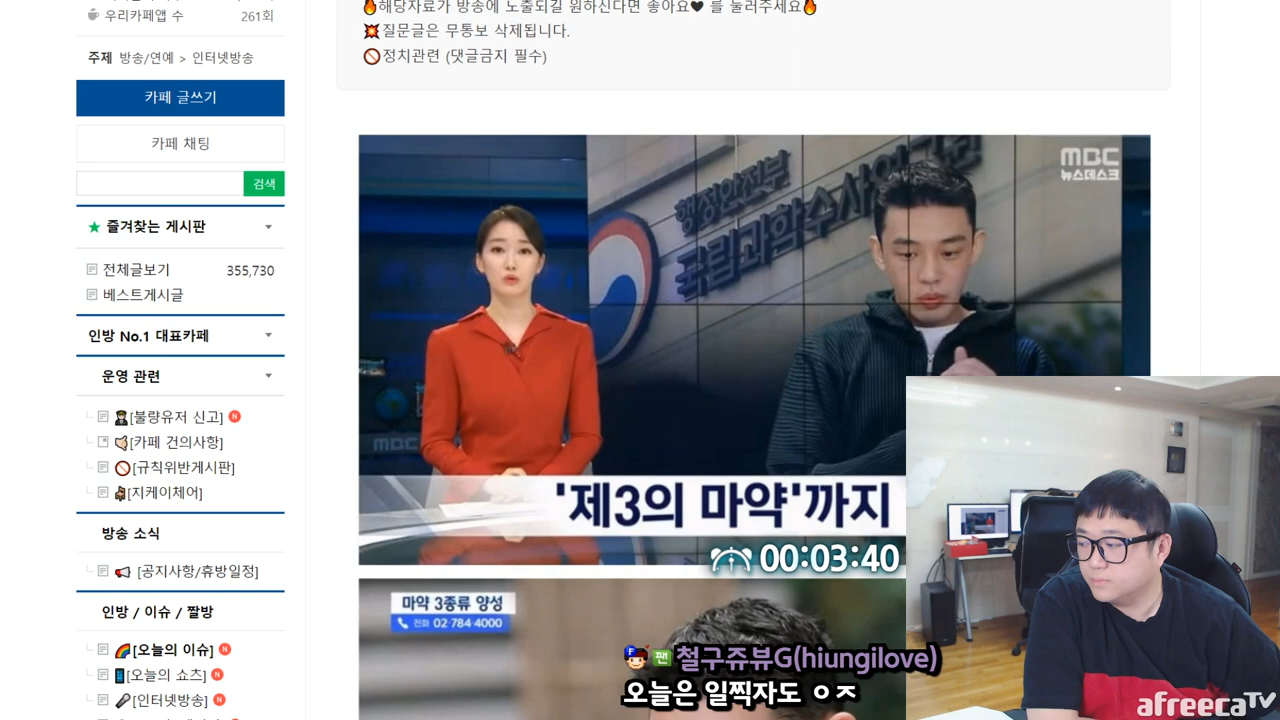 우리카페앱 수 261회
주제 방송/연예 > 인터넷방송
카페 글쓰기
카페 채팅
검색
★ 즐겨찾는 게시판
전체글보기 355,730
베스트게시글
인방 No.1 대표카페
운영 관련
[불량유저 신고] N
[카페 건의사항]
[규칙위반게시판]
[지케이체어]
방송 소식
[공지사항/휴방일정]
인방 / 이슈 / 짤방
[오늘의 이슈] N
[오늘의 쇼츠] N
[인터넷방송] N
🔥해당자료가 방송에 노출되길 원하신다면 좋아요♥ 를 눌러주세요🔥
💥질문글은 무통보 삭제됩니다.
🚫정치관련 (댓글금지 필수)
MBC
뉴스데스크
행정안전부
국립과학수사연구원
MBC
'제3의 마약'까지
00:03:40
마약 3종류 양성
전화 02·784·4000
F 팬 철구쥬뷰G(hiungilove)
오늘은 일찍자도 ㅇㅈ
afreecaTV